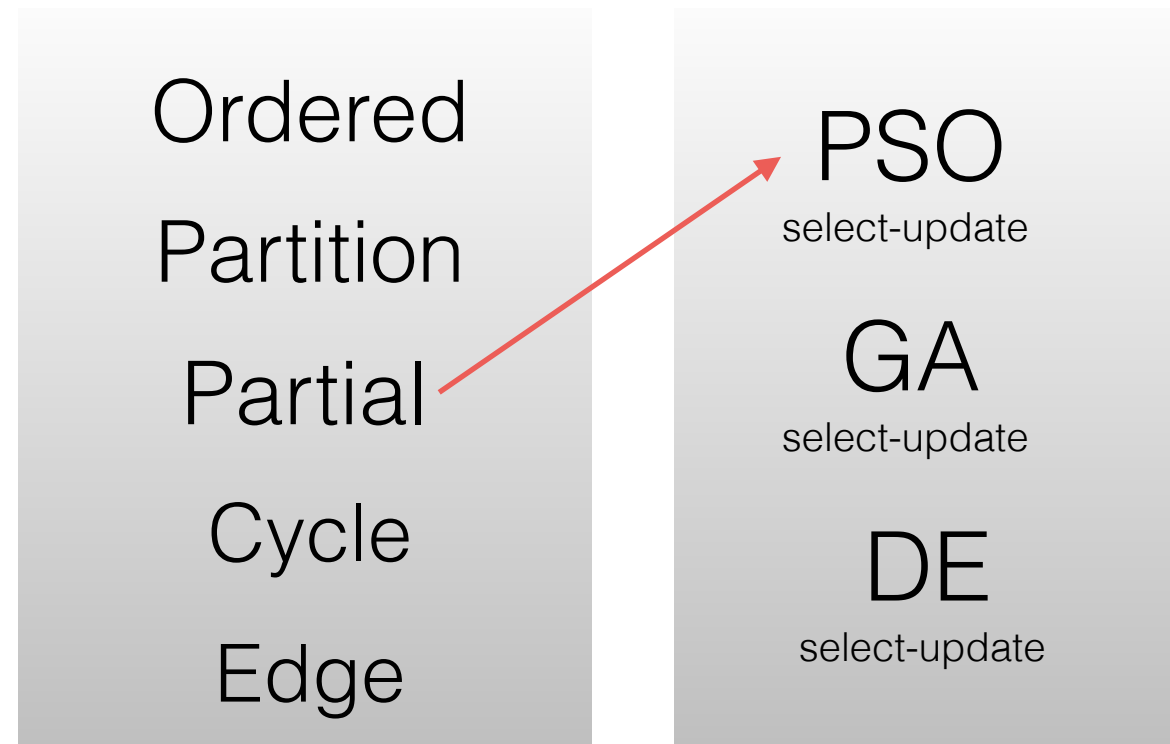 Ordered
Partition
Partial
Cycle
Edge
PSO
select-update
GA
select-update
DE
select-update